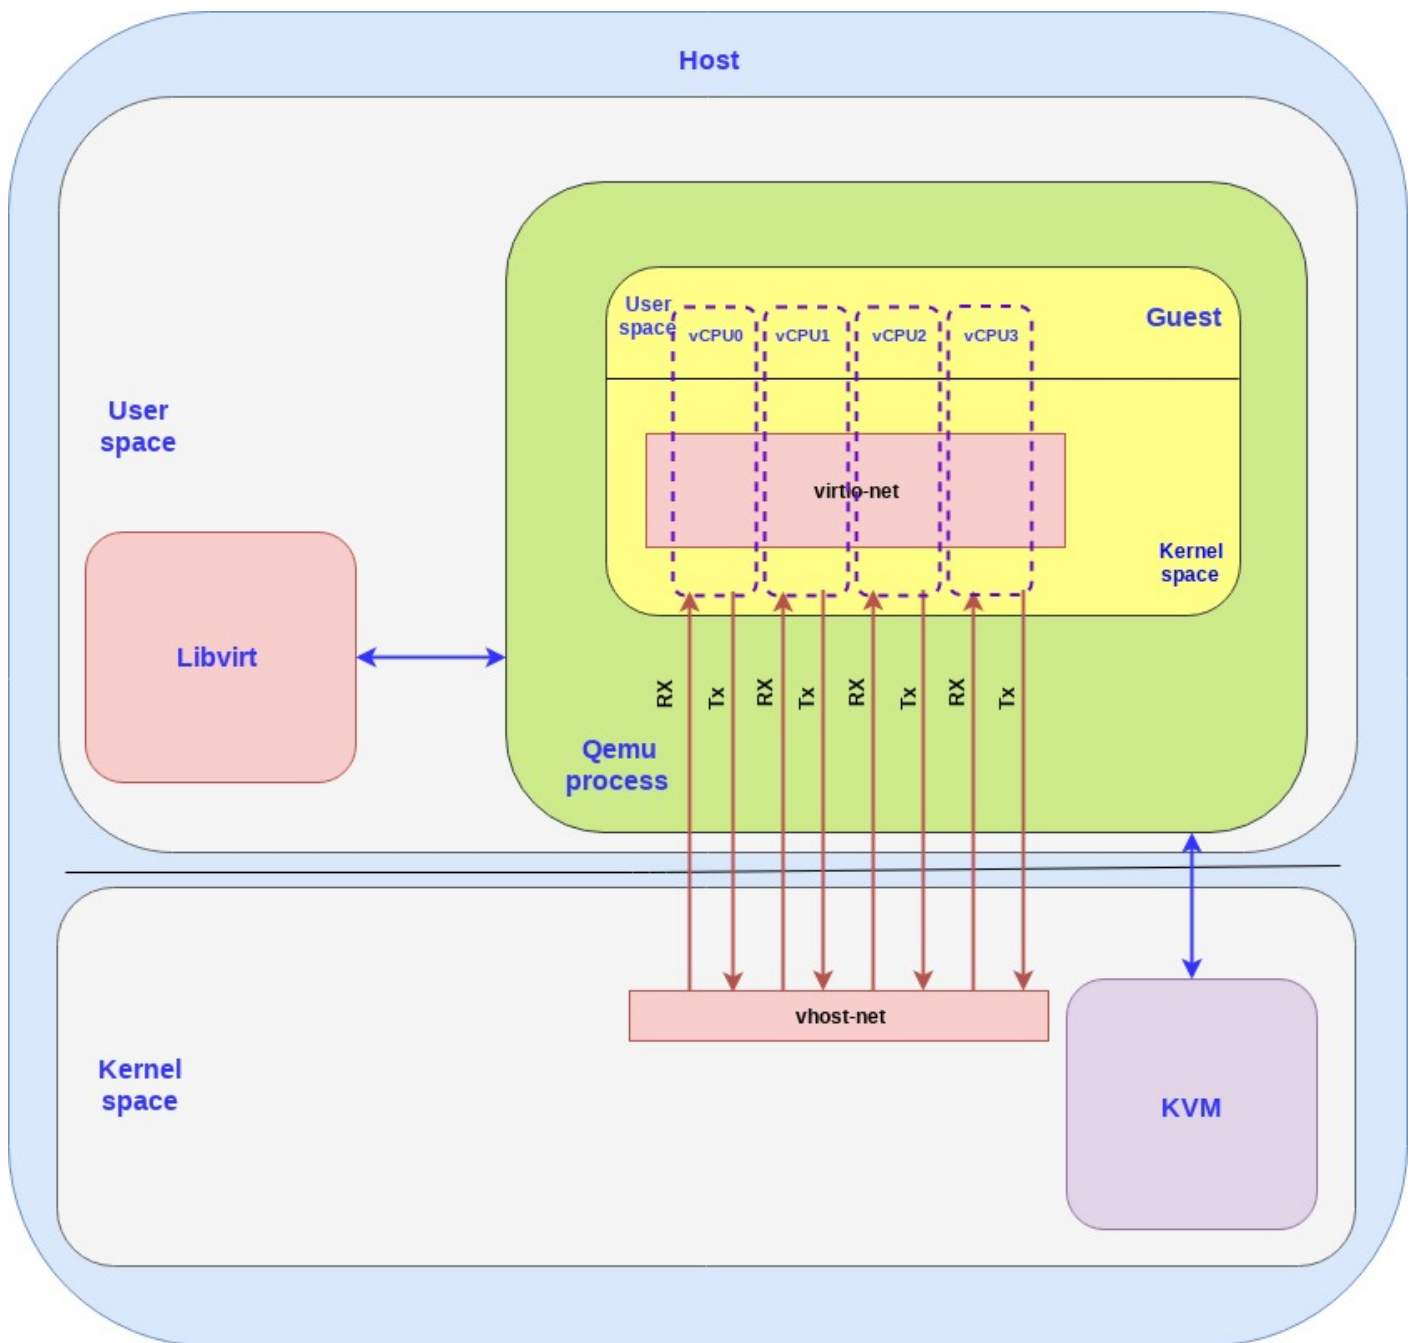 Host
User
space
vCPU0
vCPU1
vCPU2
vCPU3
Guest
User
space
virtio-net
Kernel
space
Libvirt
RX
Tx
RX
Tx
RX
Tx
RX
Tx
Qemu
process
vhost-net
Kernel
space
KVM